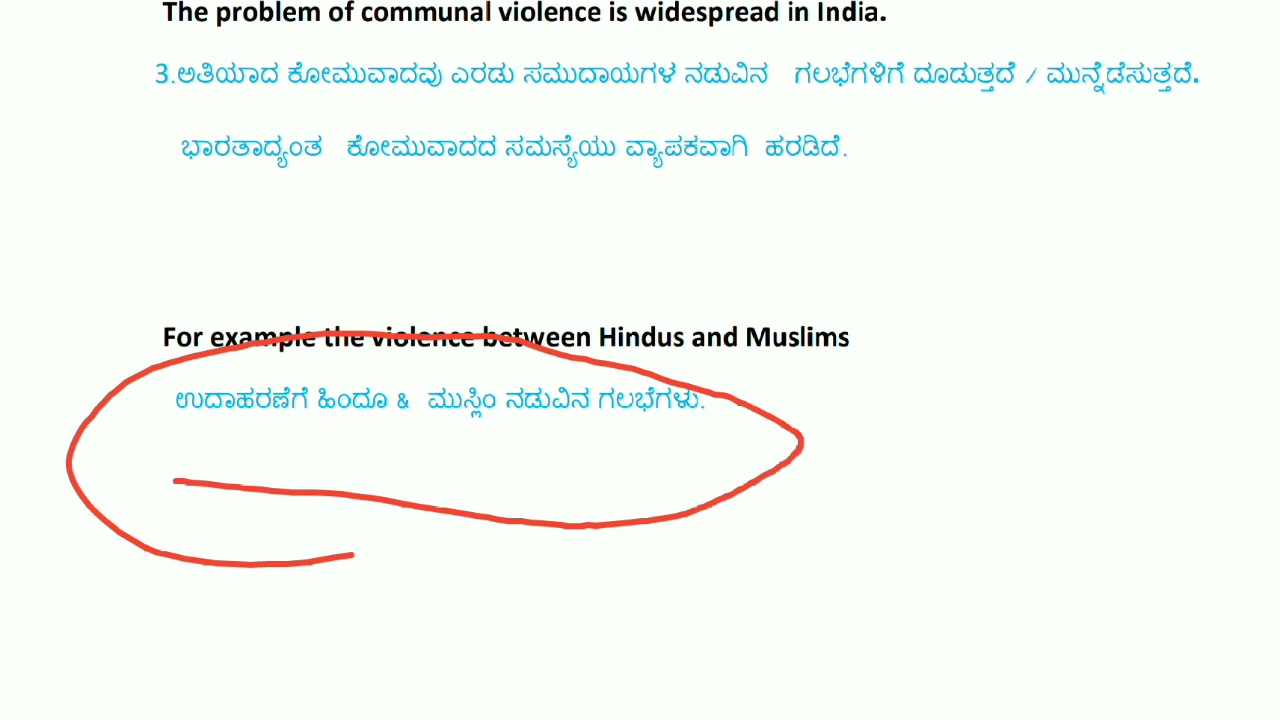 The problem of communal violence is widespread in India.
3.ಅತಿಯಾದ ಕೋಮುವಾದವು ಎರಡು ಸಮುದಾಯಗಳ ನಡುವಿನ ಗಲಭೆಗಳಿಗೆ ದೂಡುತ್ತದೆ / ಮುನ್ನೆಡೆಸುತ್ತದೆ.
ಭಾರತಾದ್ಯಂತ ಕೋಮುವಾದದ ಸಮಸ್ಯೆಯು ವ್ಯಾಪಕವಾಗಿ ಹರಡಿದೆ.
For example the violence between Hindus and Muslims
ಉದಾಹರಣೆಗೆ ಹಿಂದೂ & ಮುಸ್ಲಿಂ ನಡುವಿನ ಗಲಭೆಗಳು.